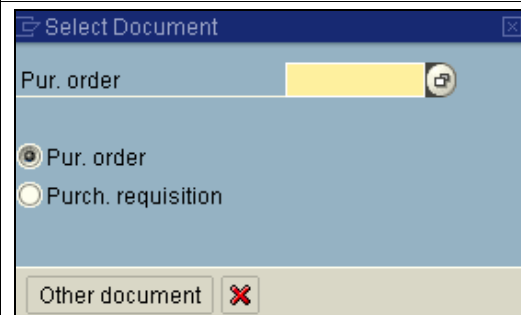 Select Document
Pur. order
Pur. order
Purch. requisition
Other document